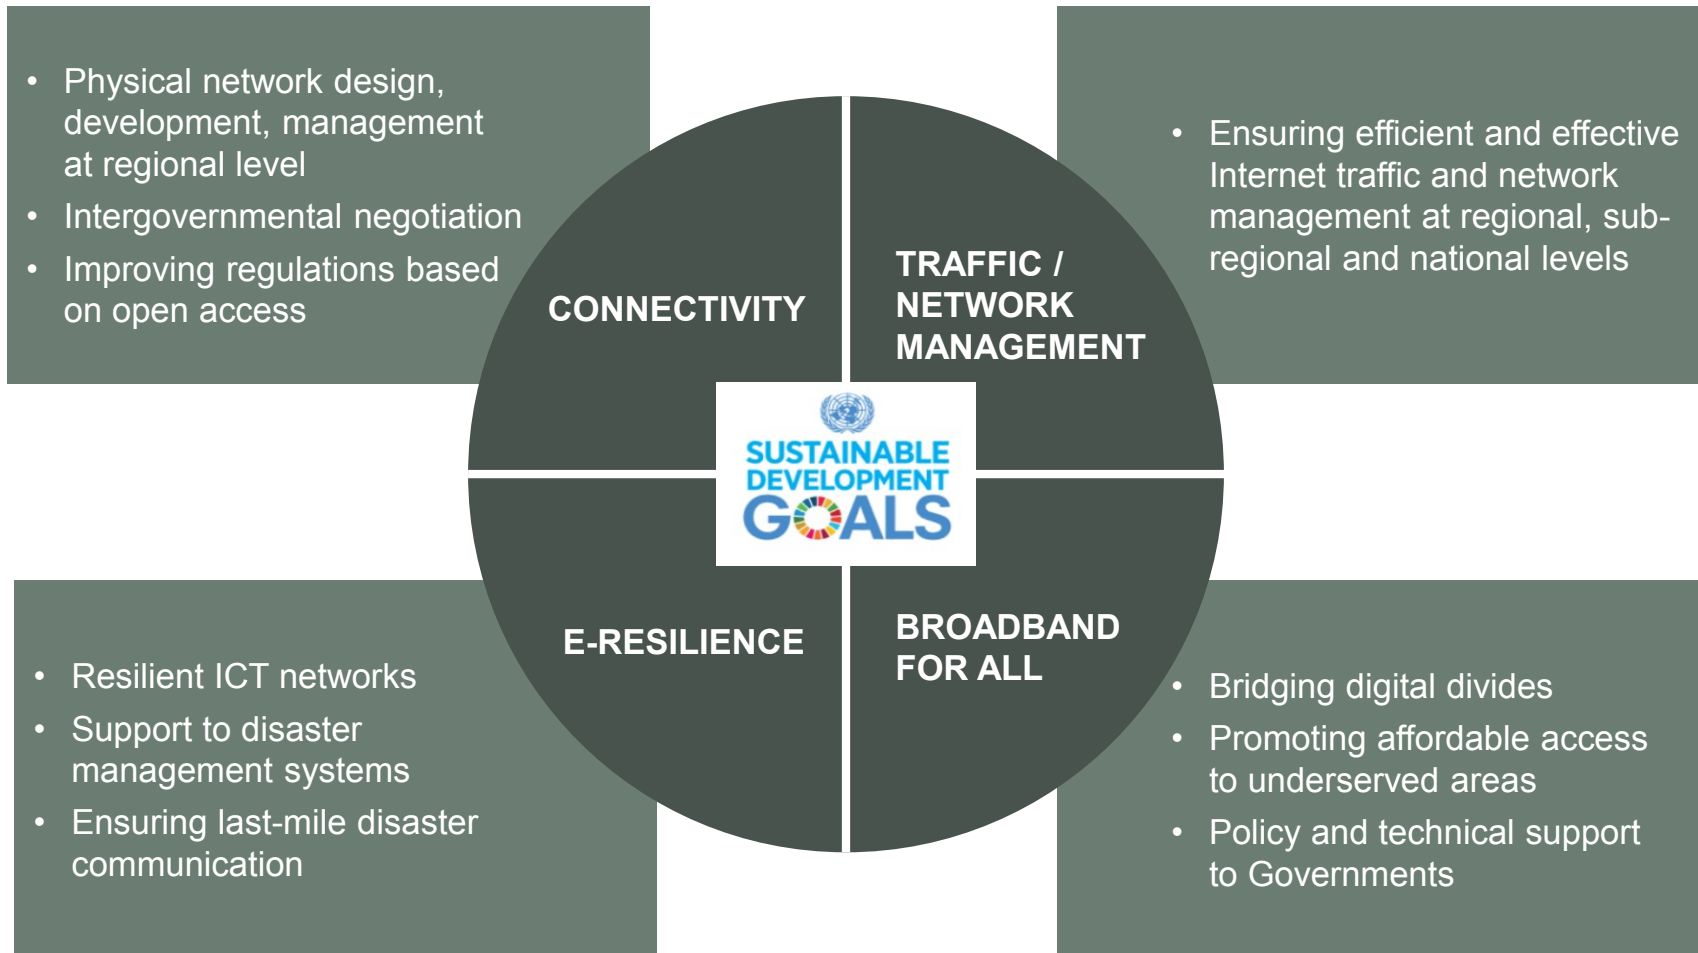 • Physical network design,
development, management
at regional level
• Intergovernmental negotiation
• Improving regulations based
on open access
CONNECTIVITY
TRAFFIC /
NETWORK
MANAGEMENT
• Ensuring efficient and effective
Internet traffic and network
management at regional, sub-
regional and national levels
SUSTAINABLE
DEVELOPMENT
GOALS
E-RESILIENCE
• Resilient ICT networks
• Support to disaster
management systems
• Ensuring last-mile disaster
communication
BROADBAND
FOR ALL
• Bridging digital divides
• Promoting affordable access
to underserved areas
• Policy and technical support
to Governments